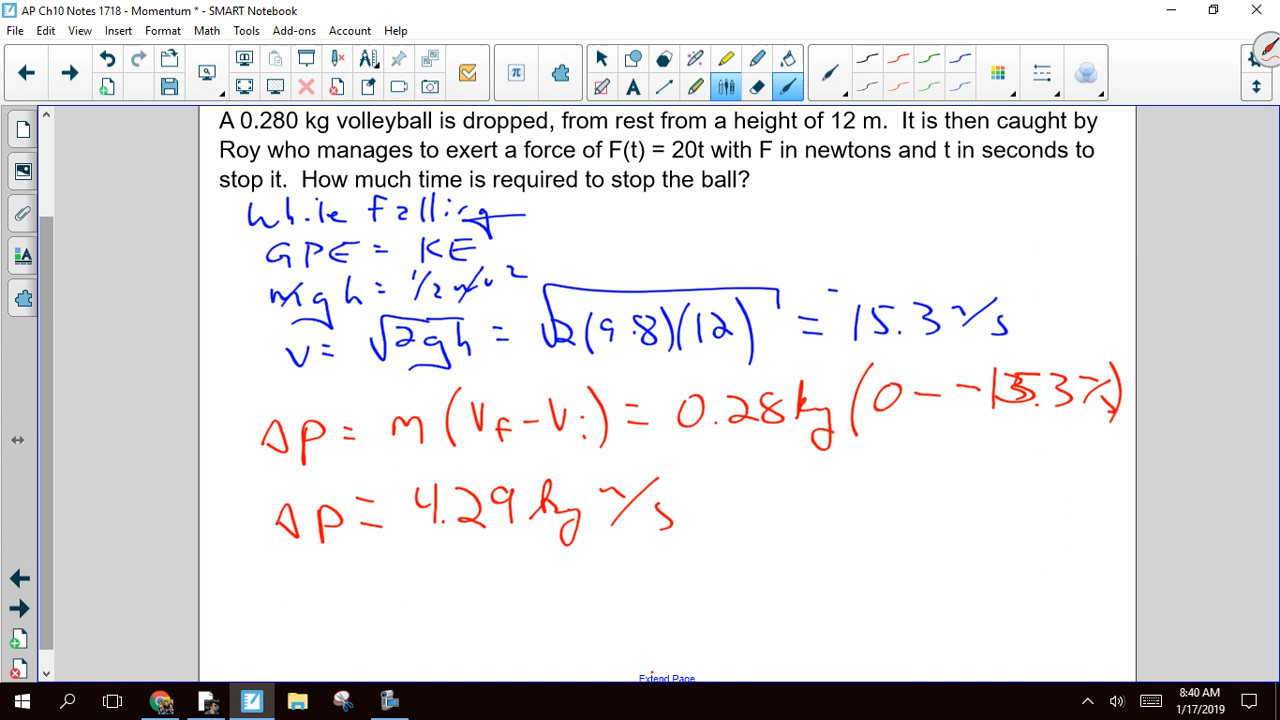 AP Ch10 Notes 1718 - Momentum * - SMART Notebook
File Edit View Insert Format Math Tools Add-ons Account Help
A 0.280 kg volleyball is dropped, from rest from a height of 12 m. It is then caught by
Roy who manages to exert a force of F(t) = 20t with F in newtons and t in seconds to
stop it. How much time is required to stop the ball?
While falling
GPE = KE
mgh = 1/2 mv²
v = √2gh = √2(9.8)(12) = 15.3 m/s
Δp = m(Vf - Vi) = 0.28kg(0 - -15.3 m/s)
Δp = 4.29 kg m/s
Extend Page
8:40 AM
1/17/2019